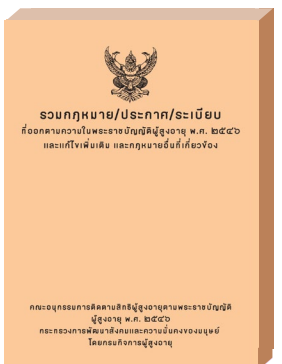 รวมกฎหมาย/ประกาศ/ระเบียบ
ที่ออกตามความในพระราชบัญญัติผู้สูงอายุ พ.ศ. ๒๕๔๖
และแก้ไขเพิ่มเติม และกฎหมายอื่นที่เกี่ยวข้อง
คณะอนุกรรมการติดตามสิทธิผู้สูงอายุตามพระราชบัญญัติ
ผู้สูงอายุ พ.ศ. ๒๕๔๖
กระทรวงการพัฒนาสังคมและความมั่นคงของมนุษย์
โดยกรมกิจการผู้สูงอายุ